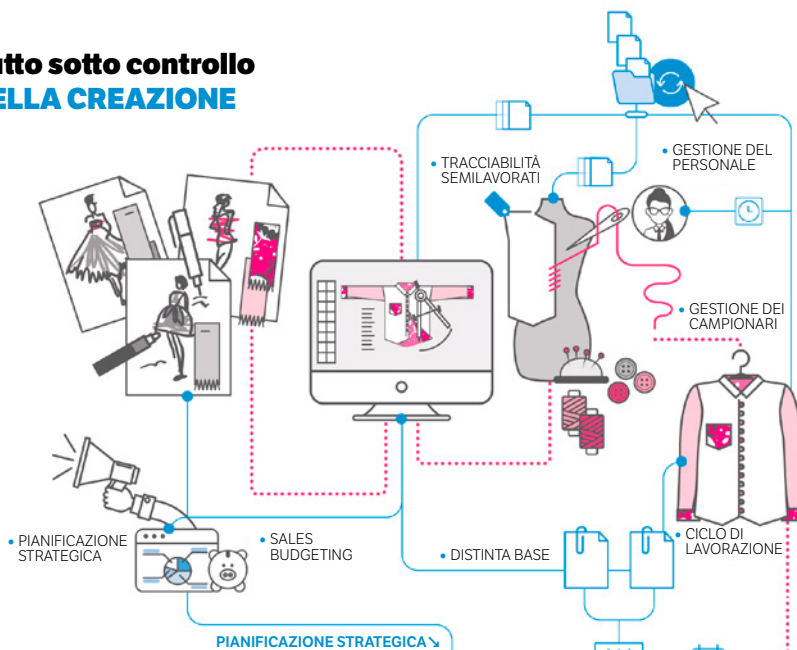 utto sotto controllo
ELLA CREAZIONE
• TRACCIABILITÀ
SEMILAVORATI
• GESTIONE DEL
PERSONALE
• GESTIONE DEI
CAMPIONARI
• PIANIFICAZIONE
STRATEGICA
• SALES
BUDGETING
• DISTINTA BASE
• CICLO DI
LAVORAZIONE
PIANIFICAZIONE STRATEGICA↘